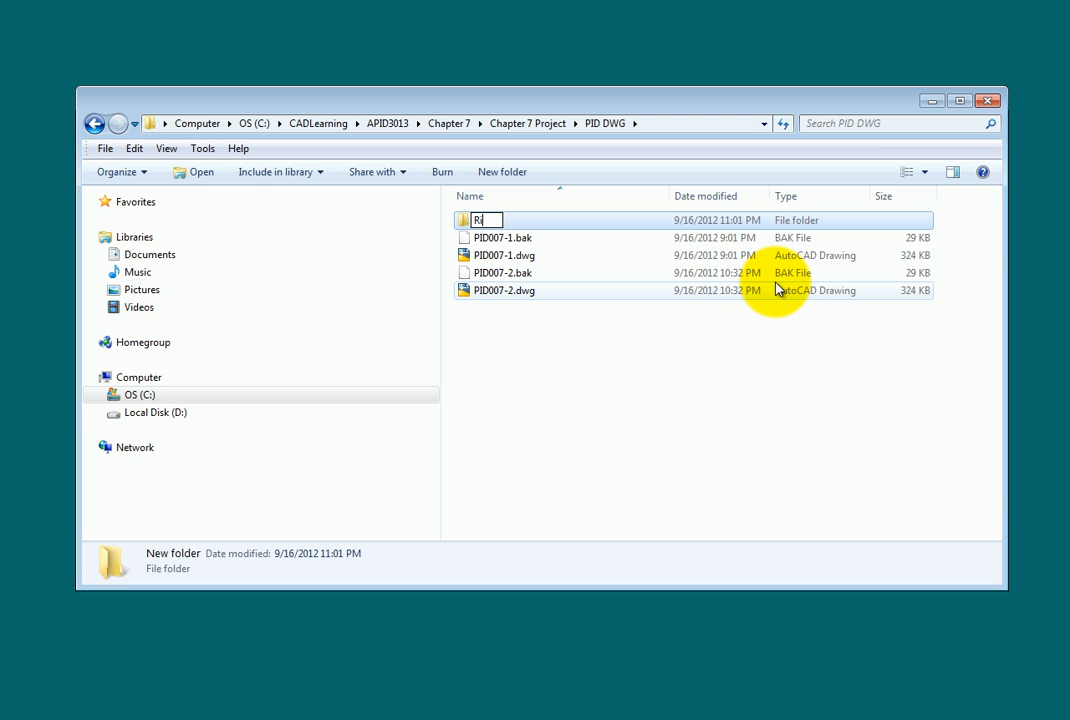 Computer OS (C:) CADLearning APID3013 Chapter 7 Chapter 7 Project PID DWG Search PID DWG
File Edit View Tools Help
Organize Open Include in library Share with Burn New folder
Favorites
Libraries
Documents
Music
Pictures
Videos
Homegroup
Computer
OS (C:)
Local Disk (D:)
Network
Name Date modified Type Size
Ri 9/16/2012 11:01 PM File folder
PID007-1.bak 9/16/2012 9:01 PM BAK File 29 KB
PID007-1.dwg 9/16/2012 9:01 PM AutoCAD Drawing 324 KB
PID007-2.bak 9/16/2012 10:32 PM BAK File 29 KB
PID007-2.dwg 9/16/2012 10:32 PM AutoCAD Drawing 324 KB
New folder Date modified: 9/16/2012 11:01 PM
File folder